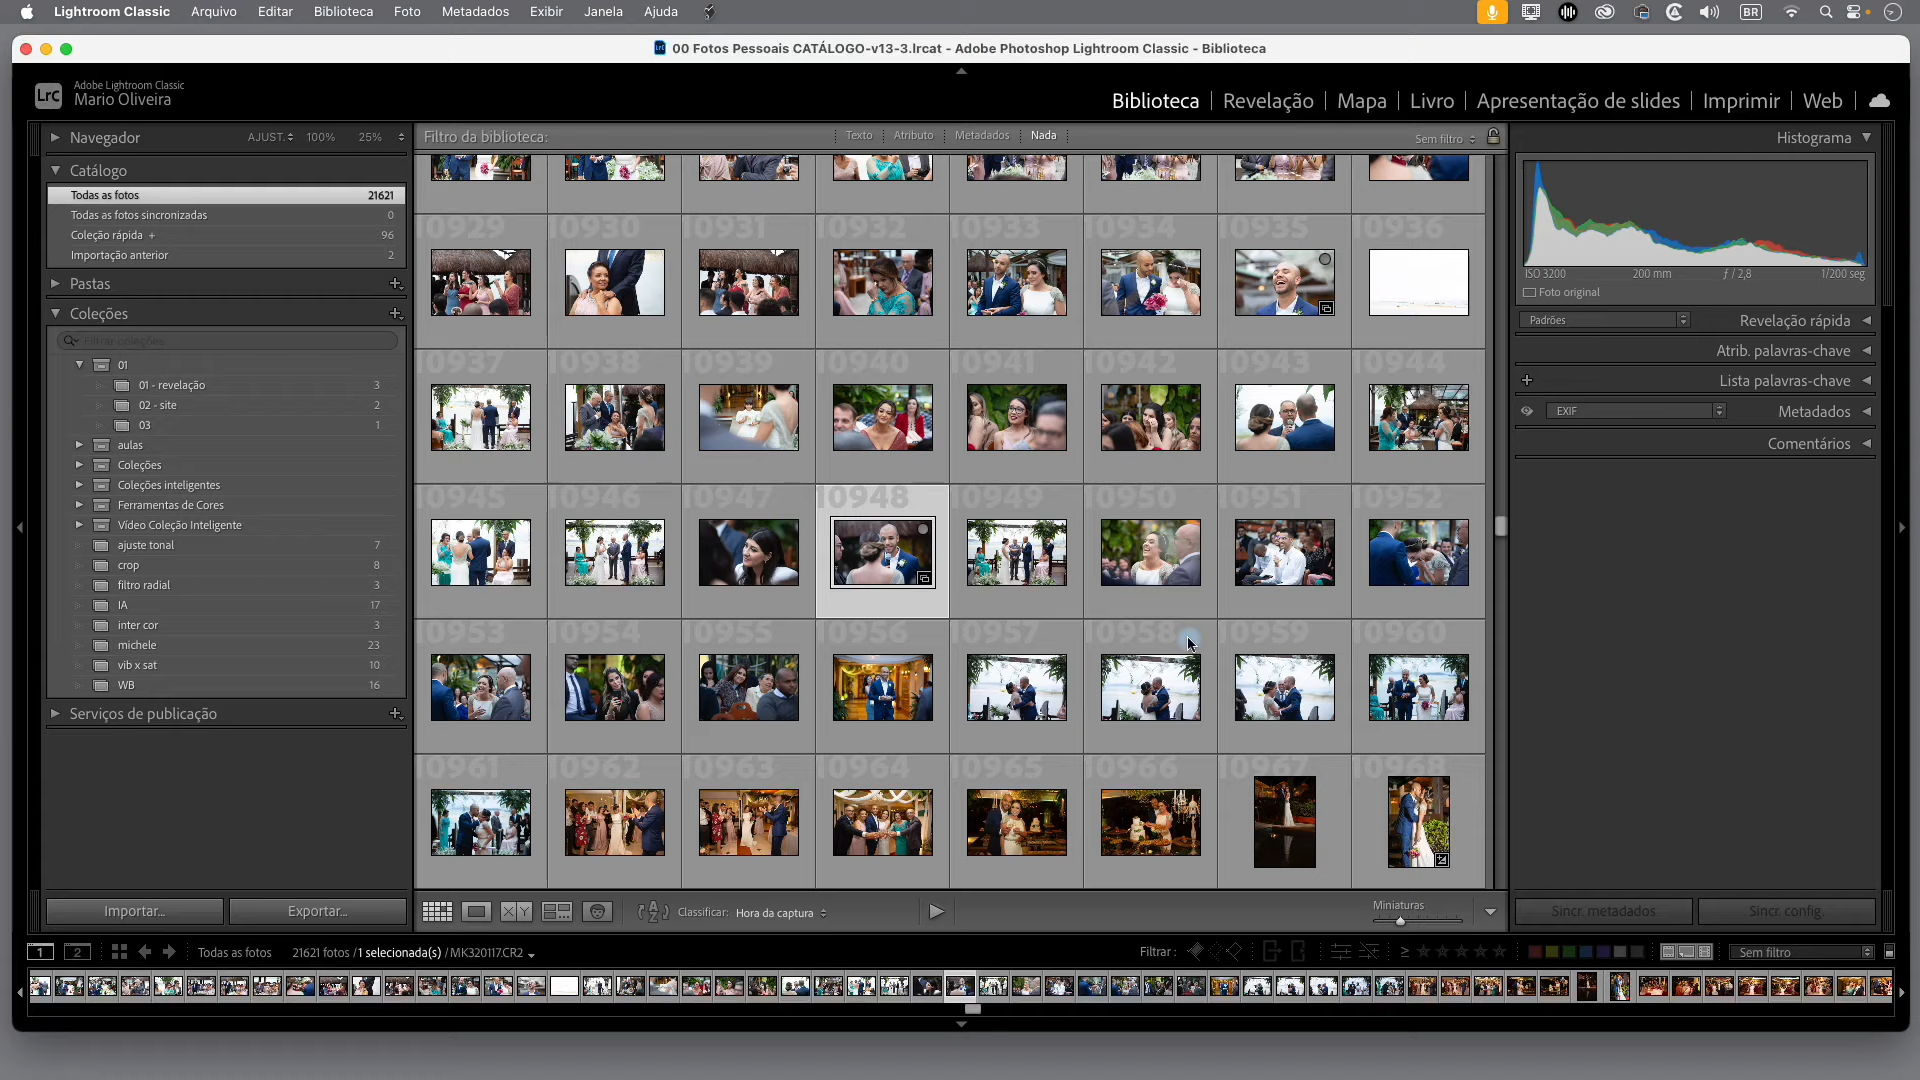 Lightroom Classic Arquivo Editar Biblioteca Foto Metadados Exibir Janela Ajuda BR
00 Fotos Pessoais CATÁLOGO-v13-3.lrcat - Adobe Photoshop Lightroom Classic - Biblioteca
LrC Adobe Lightroom Classic
Mario Oliveira
Biblioteca | Revelação | Mapa | Livro | Apresentação de slides | Imprimir | Web
Navegador AJUST. 100% 25%
Filtro da biblioteca: Texto Atributo Metadados Nada Sem filtro
Histograma
Catálogo
Todas as fotos 21621
Todas as fotos sincronizadas 0
Coleção rápida + 96
Importação anterior 2
Pastas
Coleções
Filtrar coleções
01
01 - revelação 3
02 - site 2
03 1
aulas
Coleções
Coleções inteligentes
Ferramentas de Cores
Vídeo Coleção Inteligente
ajuste tonal 7
crop 8
filtro radial 3
IA 17
inter cor 3
michele 23
vib x sat 10
WB 16
Serviços de publicação
Importar... Exportar...
10929 10930 10931 10932 10933 10934 10935 10936
10937 10938 10939 10940 10941 10942 10943 10944
10945 10946 10947 10948 10949 10950 10951 10952
10953 10954 10955 10956 10957 10958 10959 10960
10961 10962 10963 10964 10965 10966 10967 10968
ISO 3200 200 mm ƒ / 2,8 1/200 seg
Foto original
Padrões Revelação rápida
Atrib. palavras-chave
Lista palavras-chave
EXIF Metadados
Comentários
XY AZ Classificar: Hora da captura Miniaturas
Sincr. metadados Sincr. config.
1 2 Todas as fotos 21621 fotos /1 selecionada(s) /MK320117.CR2 Filtrar: ≥ Sem filtro